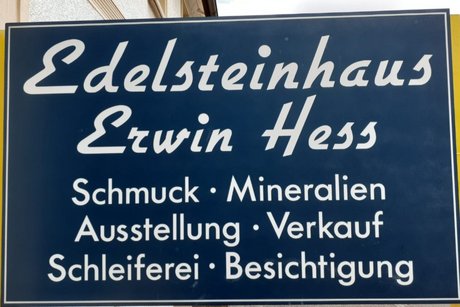 Edelsteinhaus
Erwin Hess
Schmuck · Mineralien
Ausstellung · Verkauf
Schleiferei · Besichtigung